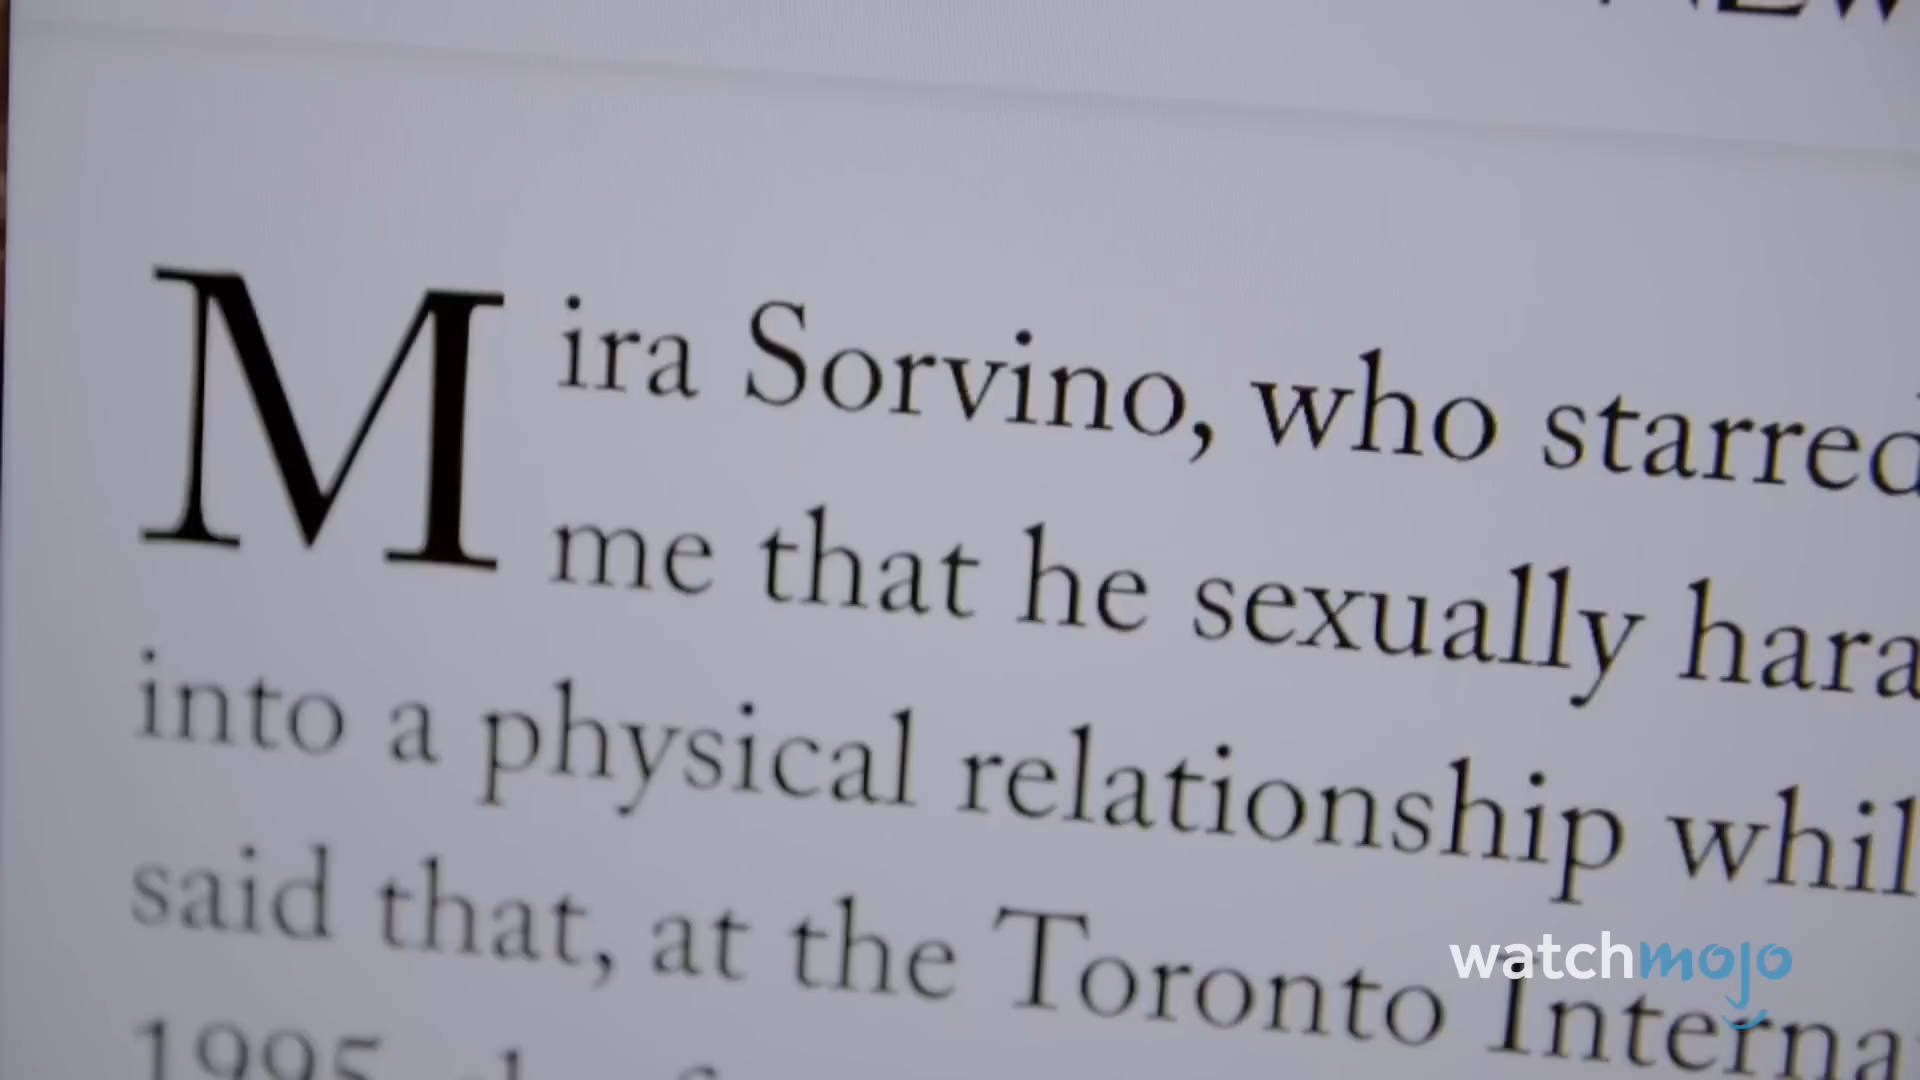 Mira Sorvino, who starred
me that he sexually hara
into a physical relationship whil
said that, at the Toronto Interna
1995
watchmojo